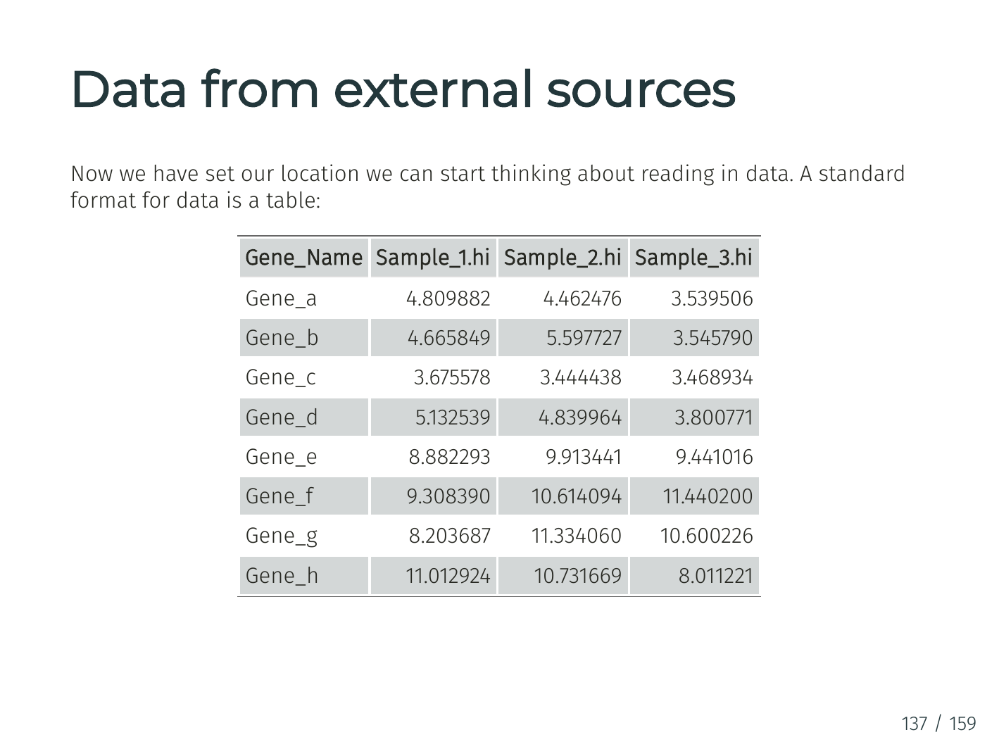 Data from external sources
Now we have set our location we can start thinking about reading in data. A standard
format for data is a table:
Gene_Name Sample_1.hi Sample_2.hi Sample_3.hi
Gene_a 4.809882 4.462476 3.539506
Gene_b 4.665849 5.597727 3.545790
Gene_c 3.675578 3.444438 3.468934
Gene_d 5.132539 4.839964 3.800771
Gene_e 8.882293 9.913441 9.441016
Gene_f 9.308390 10.614094 11.440200
Gene_g 8.203687 11.334060 10.600226
Gene_h 11.012924 10.731669 8.011221
137 / 159